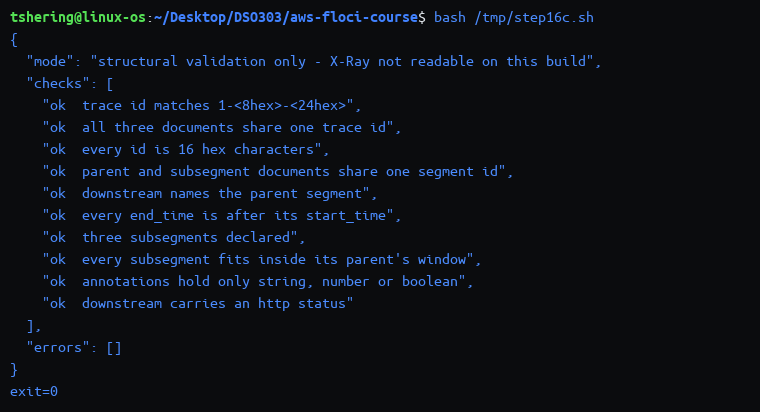 tshering@linux-os:~/Desktop/DSO303/aws-floci-course$ bash /tmp/step16c.sh
{
  "mode": "structural validation only - X-Ray not readable on this build",
  "checks": [
    "ok  trace id matches 1-<8hex>-<24hex>",
    "ok  all three documents share one trace id",
    "ok  every id is 16 hex characters",
    "ok  parent and subsegment documents share one segment id",
    "ok  downstream names the parent segment",
    "ok  every end_time is after its start_time",
    "ok  three subsegments declared",
    "ok  every subsegment fits inside its parent's window",
    "ok  annotations hold only string, number or boolean",
    "ok  downstream carries an http status"
  ],
  "errors": []
}
exit=0